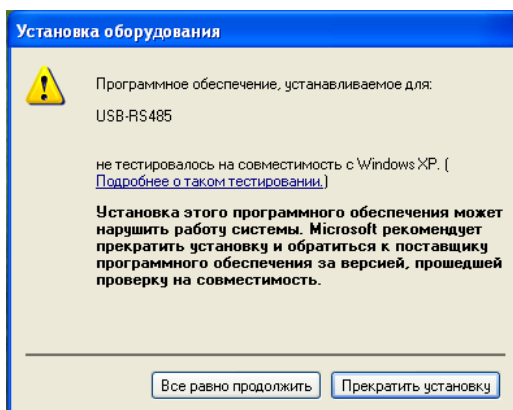 Установка оборудования
Программное обеспечение, устанавливаемое для:
USB-RS485
не тестировалось на совместимость с Windows XP. (
Подробнее о таком тестировании.)
Установка этого программного обеспечения может
нарушить работу системы. Microsoft рекомендует
прекратить установку и обратиться к поставщику
программного обеспечения за версией, прошедшей
проверку на совместимость.
Все равно продолжить
Прекратить установку